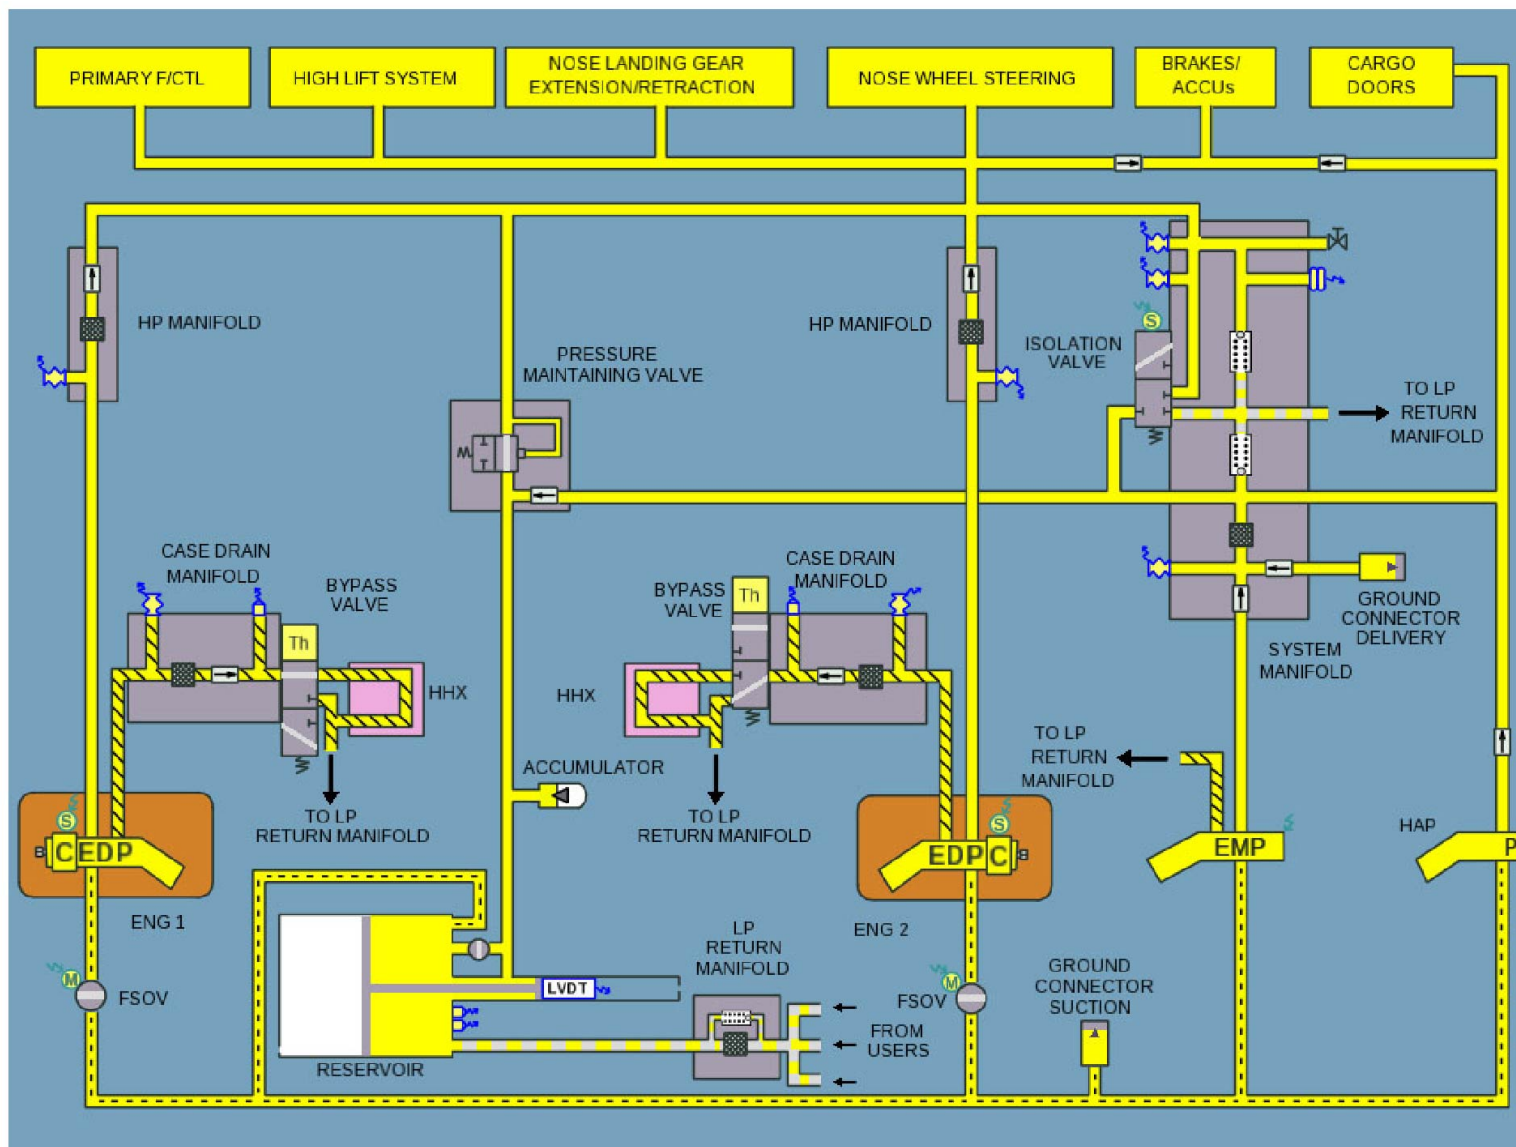 PRIMARY F/CTL
HIGH LIFT SYSTEM
NOSE LANDING GEAR
EXTENSION/RETRACTION
NOSE WHEEL STEERING
BRAKES/
ACCUs
CARGO
DOORS
HP MANIFOLD
PRESSURE
MAINTAINING VALVE
HP MANIFOLD
ISOLATION
VALVE
S
TO LP
RETURN
MANIFOLD
CASE DRAIN
MANIFOLD
BYPASS
VALVE
Th
HHX
BYPASS
VALVE
Th
CASE DRAIN
MANIFOLD
HHX
GROUND
CONNECTOR
DELIVERY
SYSTEM
MANIFOLD
TO LP
RETURN
MANIFOLD
ACCUMULATOR
TO LP
RETURN MANIFOLD
TO LP
RETURN MANIFOLD
S
C EDP
ENG 1
S
EDP C
ENG 2
EMP
HAP
P
M
FSOV
LVDT
RESERVOIR
LP
RETURN
MANIFOLD
FROM
USERS
M
FSOV
GROUND
CONNECTOR
SUCTION